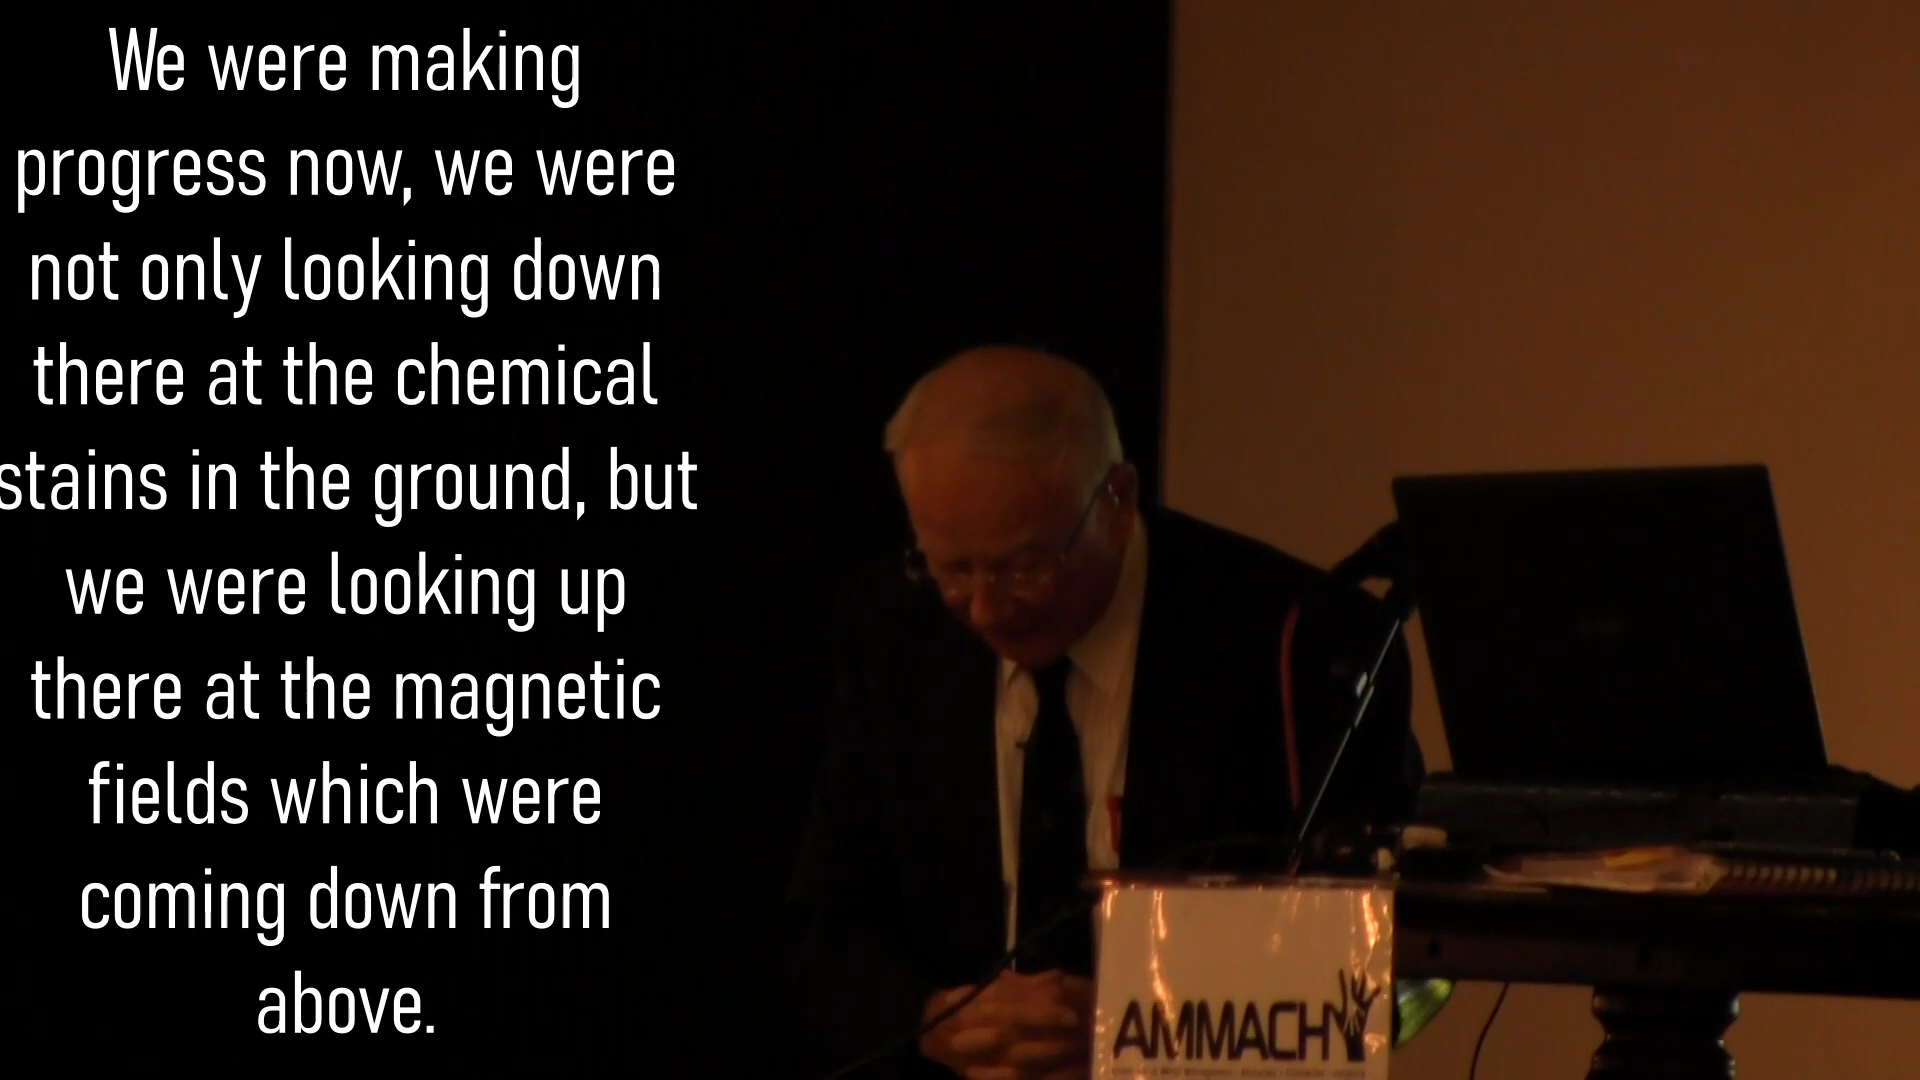 We were making
progress now, we were
not only looking down
there at the chemical
stains in the ground, but
we were looking up
there at the magnetic
fields which were
coming down from
above.
AMMACH